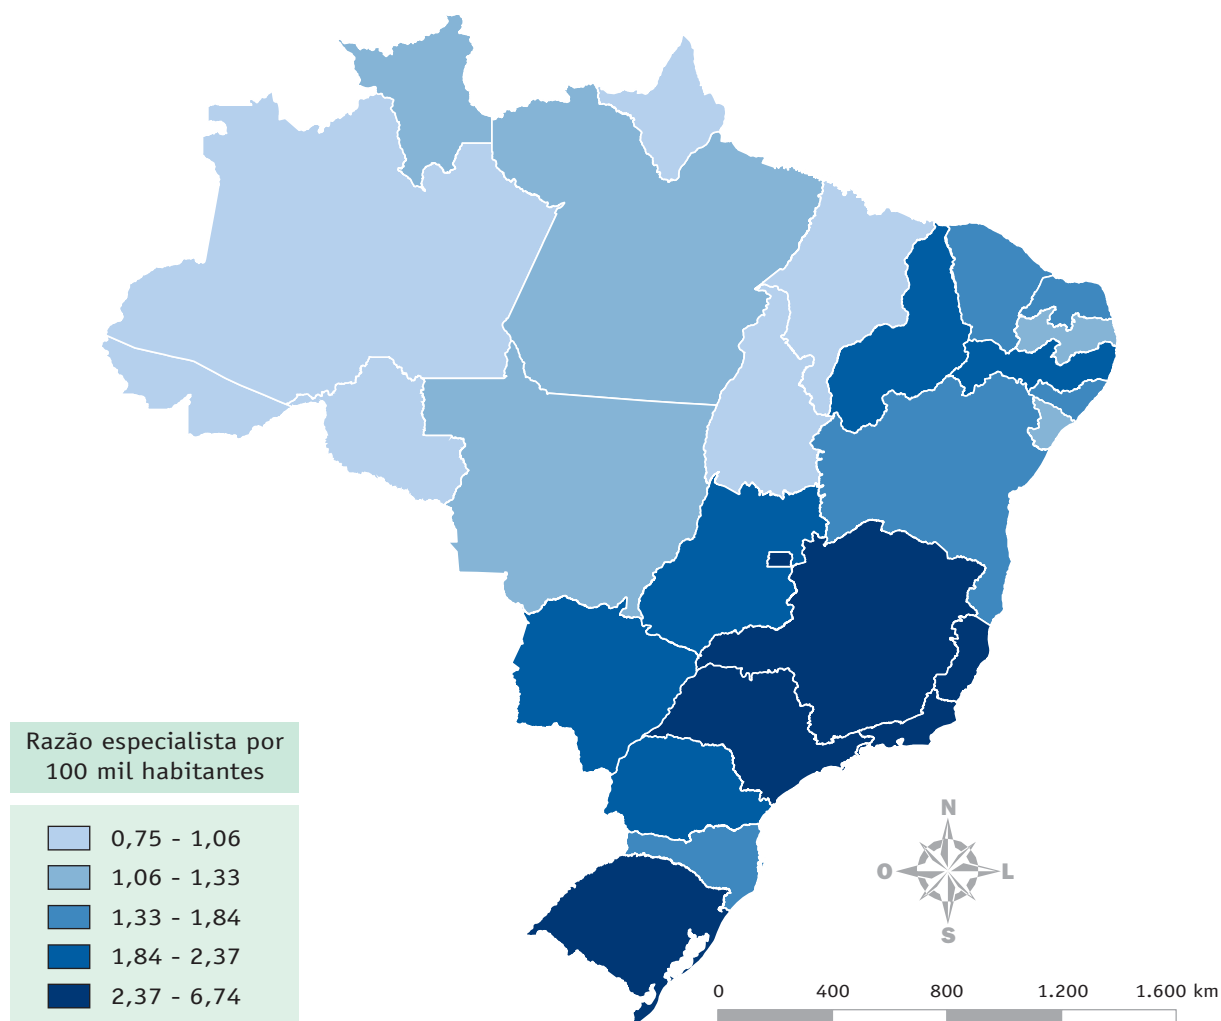 Razão especialista por
100 mil habitantes
0,75 - 1,06
1,06 - 1,33
1,33 - 1,84
1,84 - 2,37
2,37 - 6,74
N
O L
S
0 400 800 1.200 1.600 km